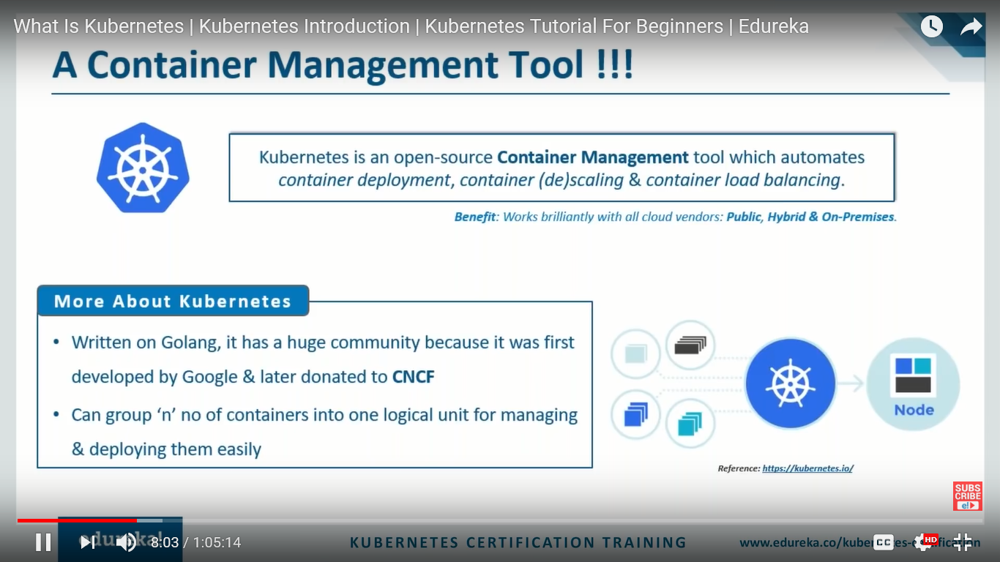 What Is Kubernetes | Kubernetes Introduction | Kubernetes Tutorial For Beginners | Edureka
A Container Management Tool !!!
Kubernetes is an open-source Container Management tool which automates
container deployment, container (de)scaling & container load balancing.
Benefit: Works brilliantly with all cloud vendors: Public, Hybrid & On-Premises.
More About Kubernetes
• Written on Golang, it has a huge community because it was first
developed by Google & later donated to CNCF
• Can group ‘n’ no of containers into one logical unit for managing
& deploying them easily
Node
Reference: https://kubernetes.io/
SUBS
CRIBE
e!
edureka!
8:03 / 1:05:14
KUBERNETES CERTIFICATION TRAINING
www.edureka.co/kubernetes-certification
CC
HD